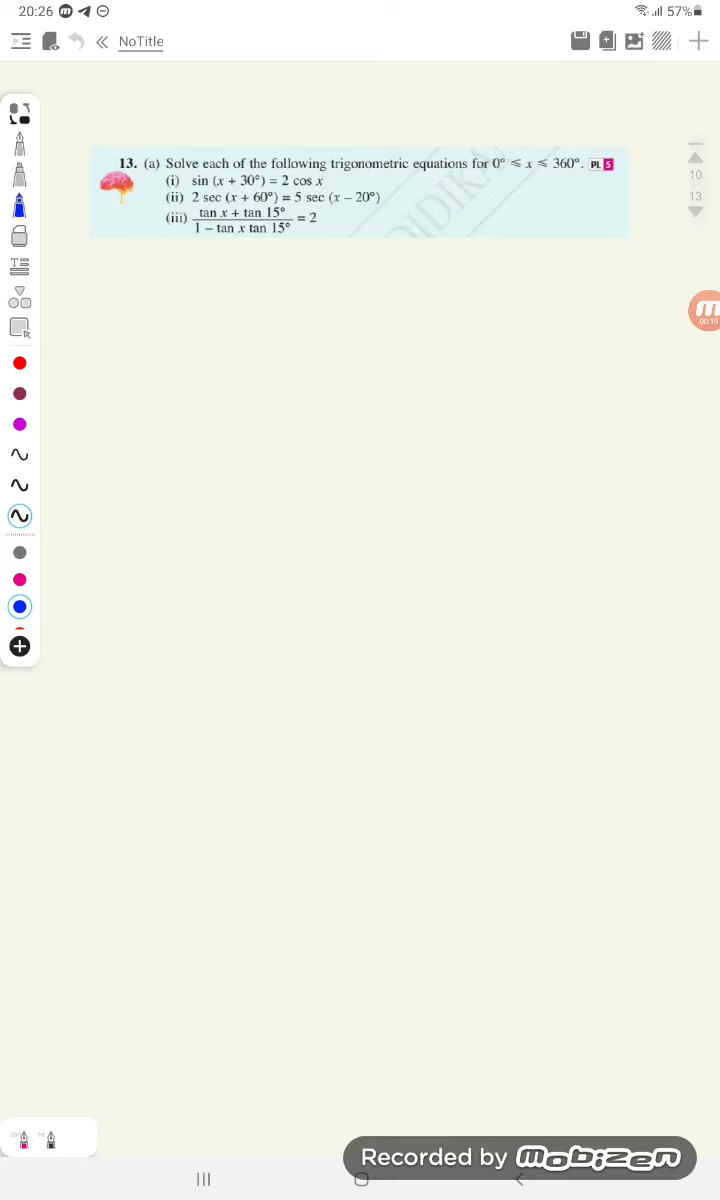 20:26 57%
NoTitle
13. (a) Solve each of the following trigonometric equations for 0° ⩽ x ⩽ 360°. PL 5
(i) sin (x + 30°) = 2 cos x
(ii) 2 sec (x + 60°) = 5 sec (x – 20°)
(iii) tan x + tan 15° / 1 – tan x tan 15° = 2
10
13
00:19
Recorded by mobizen